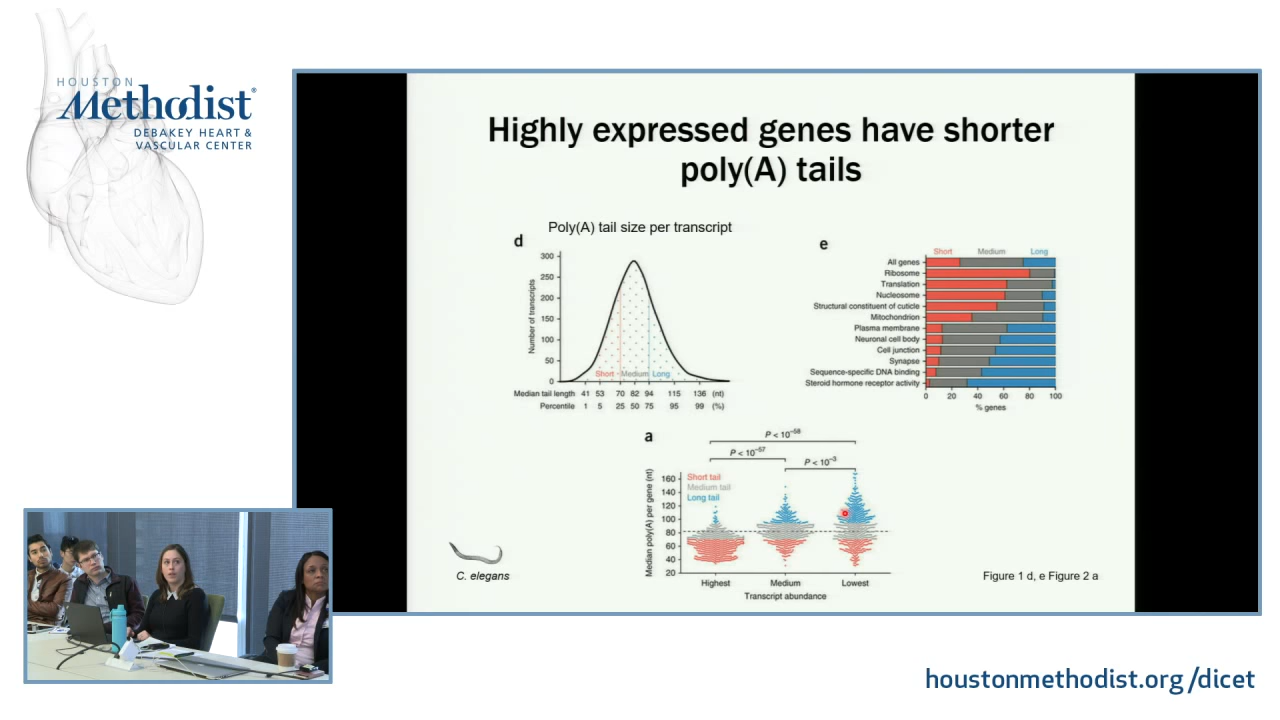 HOUSTON
Methodist®
DEBAKEY HEART &
VASCULAR CENTER
Highly expressed genes have shorter
poly(A) tails
d
Poly(A) tail size per transcript
Number of transcripts
300
250
200
150
100
50
0
Short Medium Long
Median tail length 41 53 70 82 94 115 136 (nt)
Percentile 1 5 25 50 75 95 99 (%)
e
Short Medium Long
All genes
Ribosome
Translation
Nucleosome
Structural constituent of cuticle
Mitochondrion
Plasma membrane
Neuronal cell body
Cell junction
Synapse
Sequence-specific DNA binding
Steroid hormone receptor activity
0 20 40 60 80 100
% genes
a
P < 10⁻⁵⁸
P < 10⁻⁵⁷
P < 10⁻³
Median poly(A) per gene (nt)
160
140
120
100
80
60
40
20
Short tail
Medium tail
Long tail
Highest Medium Lowest
Transcript abundance
C. elegans
Figure 1 d, e Figure 2 a
houstonmethodist.org/dicet